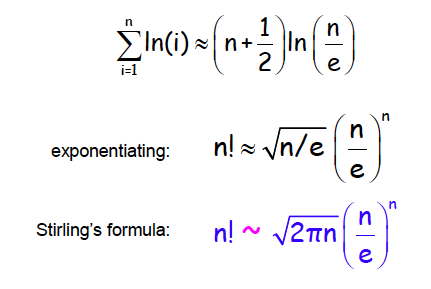 ∑_{i=1}^{n} ln(i) ≈ (n + 1/2) ln (n/e)
exponentiating: n! ≈ √(n/e) (n/e)^n
Stirling's formula: n! ~ √(2πn) (n/e)^n